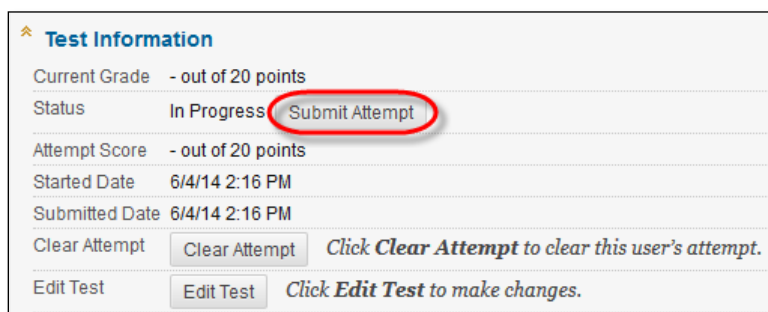 Test Information
Current Grade - out of 20 points
Status In Progress Submit Attempt
Attempt Score - out of 20 points
Started Date 6/4/14 2:16 PM
Submitted Date 6/4/14 2:16 PM
Clear Attempt Clear Attempt Click Clear Attempt to clear this user's attempt.
Edit Test Edit Test Click Edit Test to make changes.